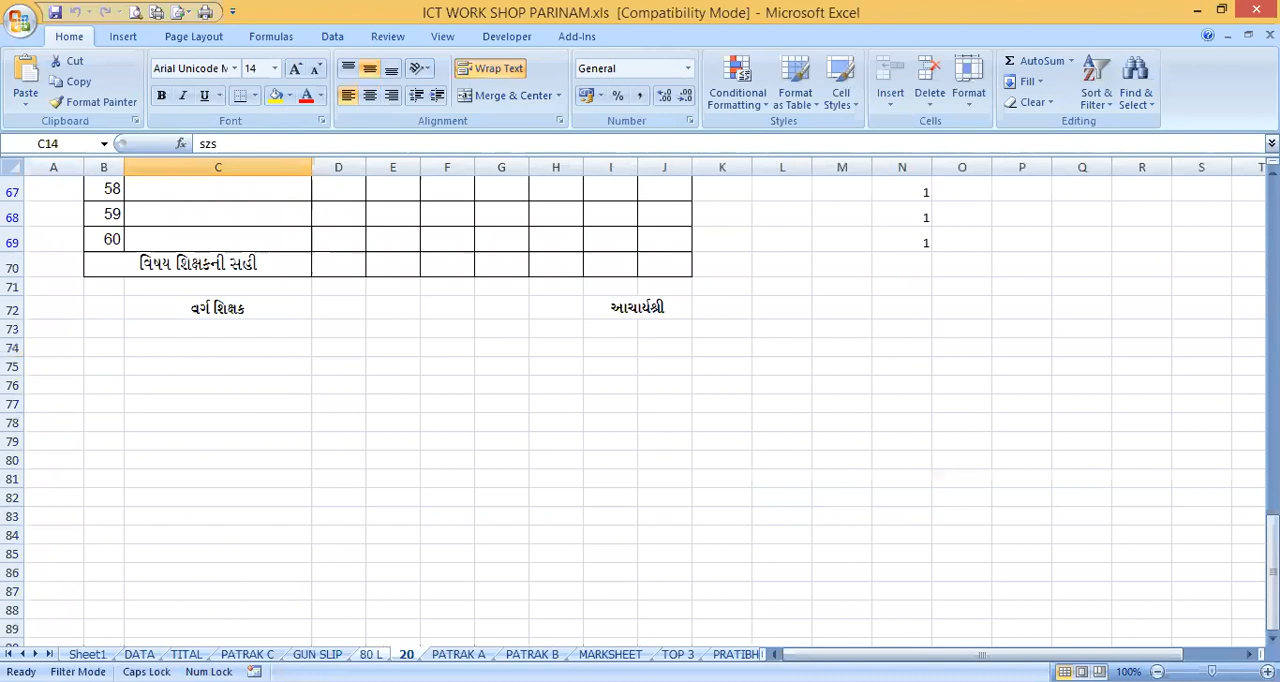 ICT WORK SHOP PARINAM.xls [Compatibility Mode] - Microsoft Excel
Home Insert Page Layout Formulas Data Review View Developer Add-Ins
Paste
Cut
Copy
Format Painter
Clipboard
Arial Unicode M 14
B I U
Font
Wrap Text
Merge & Center
Alignment
General
Number
Conditional Formatting
Format as Table
Cell Styles
Styles
Insert Delete Format
Cells
AutoSum
Fill
Clear
Sort & Filter
Find & Select
Editing
C14 fx szs
A B C D E F G H I J K L M N O P Q R S T
67 58 1
68 59 1
69 60 1
70 વિષય શિક્ષકની સહી
71
72 વર્ગ શિક્ષક આચાર્યશ્રી
73
74
75
76
77
78
79
80
81
82
83
84
85
86
87
88
89
Sheet1 DATA TITAL PATRAK C GUN SLIP 80 L 20 PATRAK A PATRAK B MARKSHEET TOP 3 PRATIBH
Ready Filter Mode Caps Lock Num Lock 100%